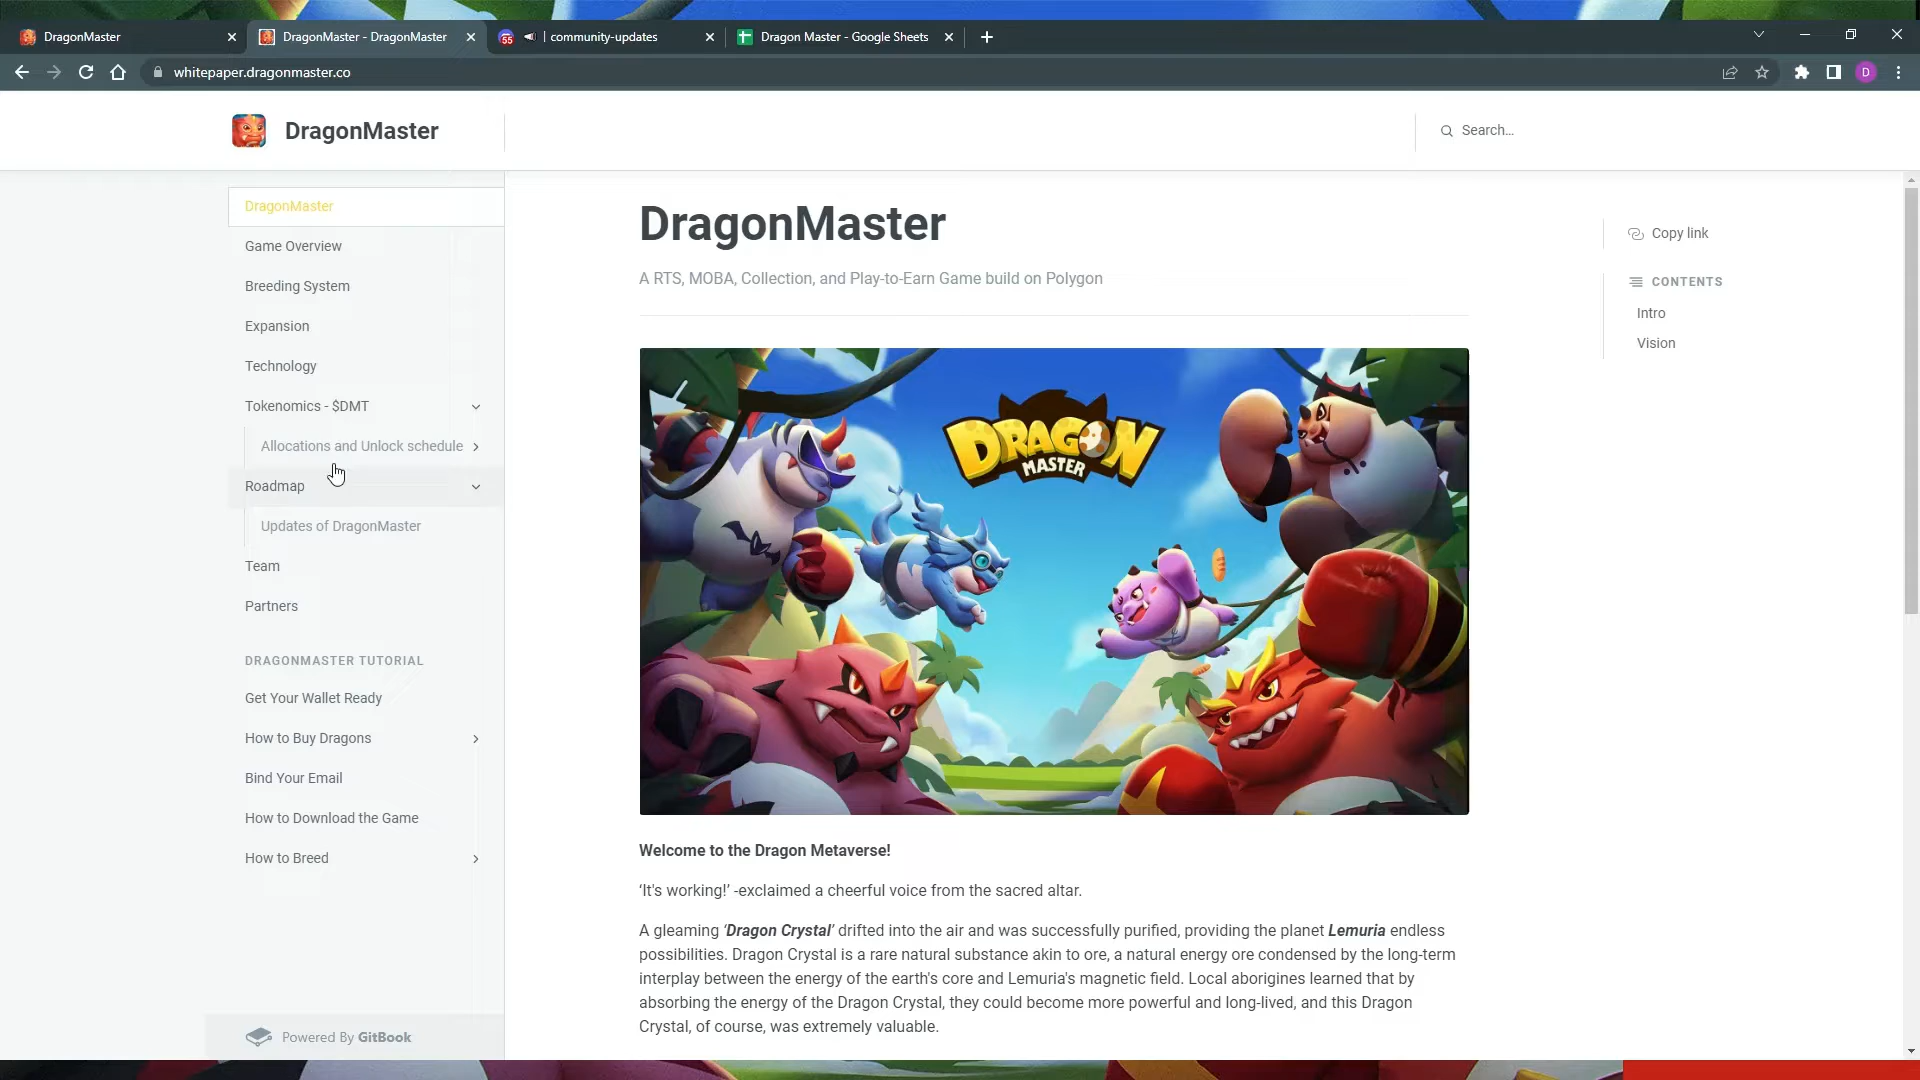 DragonMaster
DragonMaster - DragonMaster
55
| community-updates
Dragon Master - Google Sheets
whitepaper.dragonmaster.co
D
DragonMaster
Search...
DragonMaster
Game Overview
Breeding System
Expansion
Technology
Tokenomics - $DMT
Allocations and Unlock schedule
Roadmap
Updates of DragonMaster
Team
Partners
DRAGONMASTER TUTORIAL
Get Your Wallet Ready
How to Buy Dragons
Bind Your Email
How to Download the Game
How to Breed
Powered By GitBook
DragonMaster
A RTS, MOBA, Collection, and Play-to-Earn Game build on Polygon
DRAGON
MASTER
Welcome to the Dragon Metaverse!
‘It's working!’ -exclaimed a cheerful voice from the sacred altar.
A gleaming ‘Dragon Crystal’ drifted into the air and was successfully purified, providing the planet Lemuria endless
possibilities. Dragon Crystal is a rare natural substance akin to ore, a natural energy ore condensed by the long-term
interplay between the energy of the earth's core and Lemuria's magnetic field. Local aborigines learned that by
absorbing the energy of the Dragon Crystal, they could become more powerful and long-lived, and this Dragon
Crystal, of course, was extremely valuable.
Copy link
CONTENTS
Intro
Vision